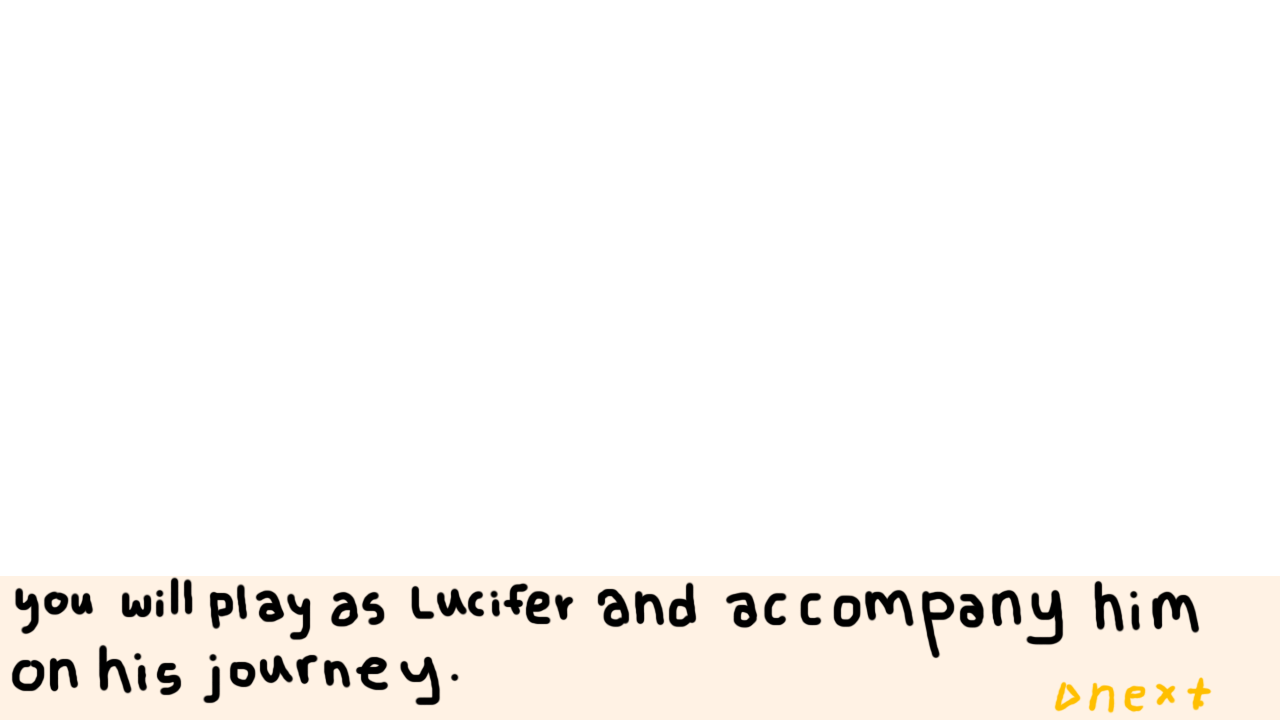 you will play as Lucifer and accompany him
on his journey.
▷next